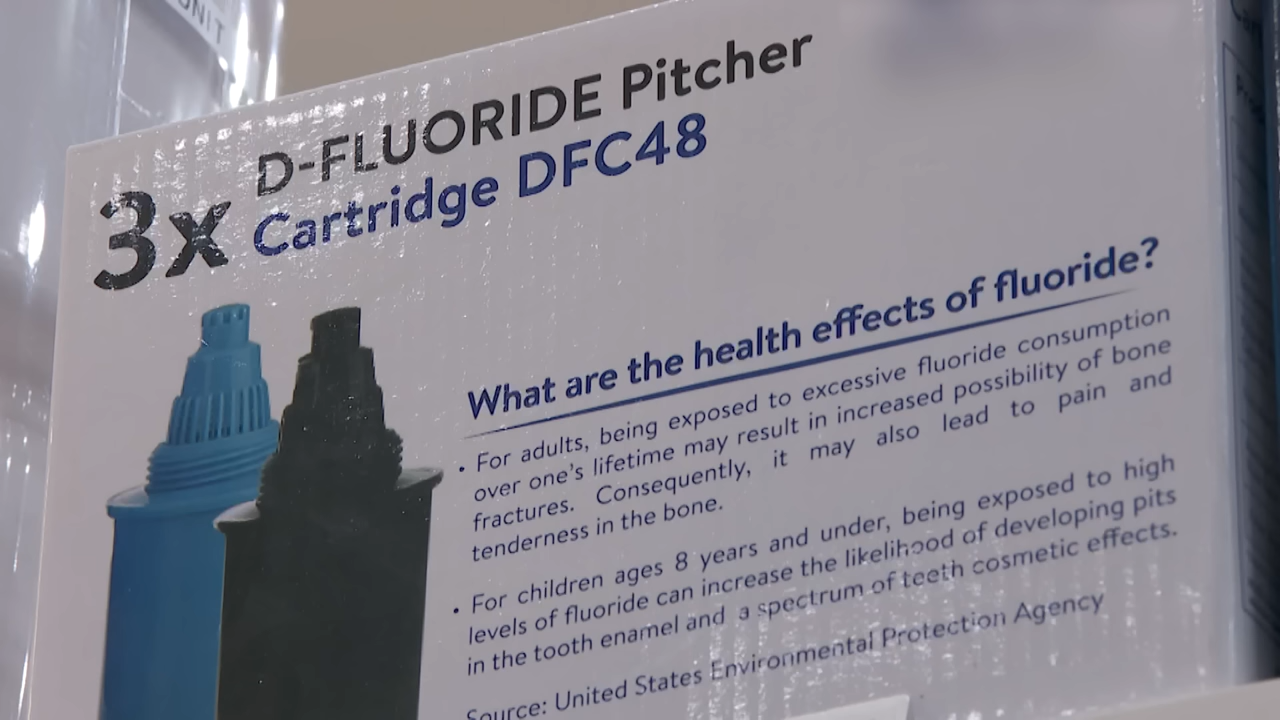 UNIT
3x
D-FLUORIDE Pitcher
Cartridge DFC48
What are the health effects of fluoride?
• For adults, being exposed to excessive fluoride consumption
over one's lifetime may result in increased possibility of bone
fractures. Consequently, it may also lead to pain and
tenderness in the bone.
• For children ages 8 years and under, being exposed to high
levels of fluoride can increase the likelihood of developing pits
in the tooth enamel and a spectrum of teeth cosmetic effects.
Source: United States Environmental Protection Agency